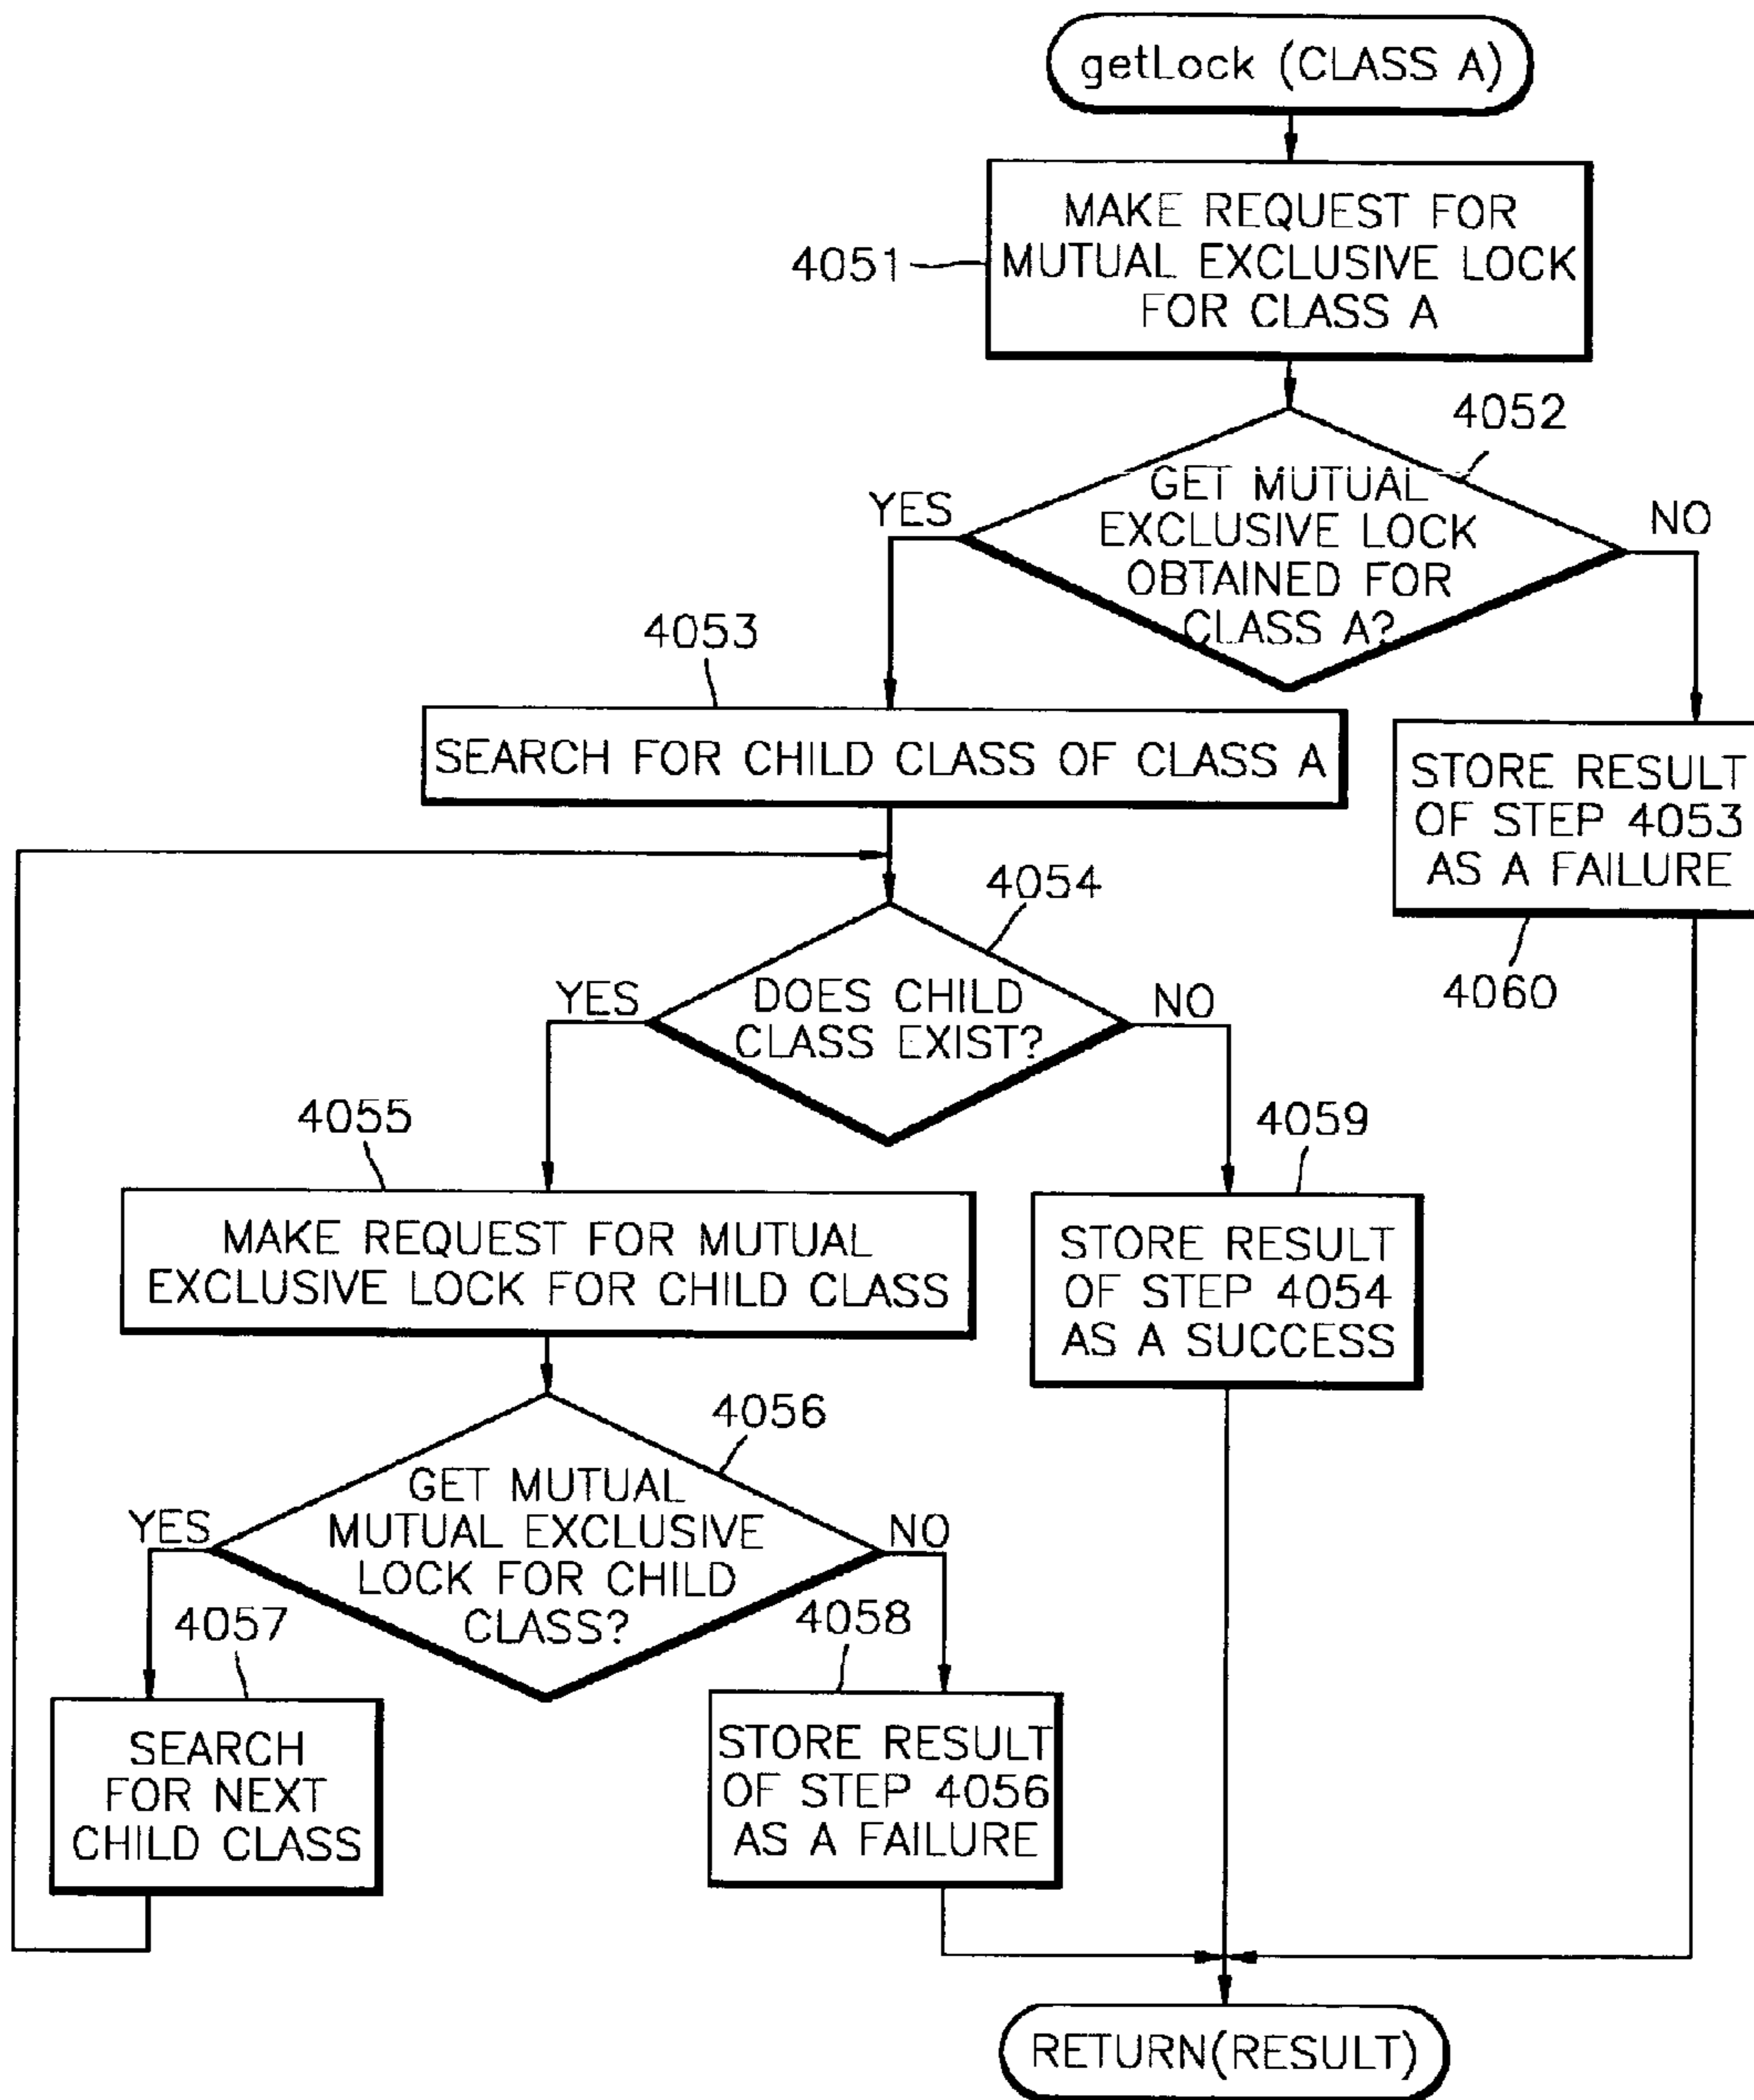 getLock (CLASS A)
MAKE REQUEST FOR
MUTUAL EXCLUSIVE LOCK
FOR CLASS A
4051
4052
GET MUTUAL
EXCLUSIVE LOCK
OBTAINED FOR
CLASS A?
YES
NO
4053
SEARCH FOR CHILD CLASS OF CLASS A
STORE RESULT
OF STEP 4053
AS A FAILURE
4060
4054
DOES CHILD
CLASS EXIST?
YES
NO
4055
MAKE REQUEST FOR MUTUAL
EXCLUSIVE LOCK FOR CHILD CLASS
4059
STORE RESULT
OF STEP 4054
AS A SUCCESS
4056
GET MUTUAL
MUTUAL EXCLUSIVE
LOCK FOR CHILD
CLASS?
YES
NO
4057
SEARCH
FOR NEXT
CHILD CLASS
4058
STORE RESULT
OF STEP 4056
AS A FAILURE
RETURN(RESULT)